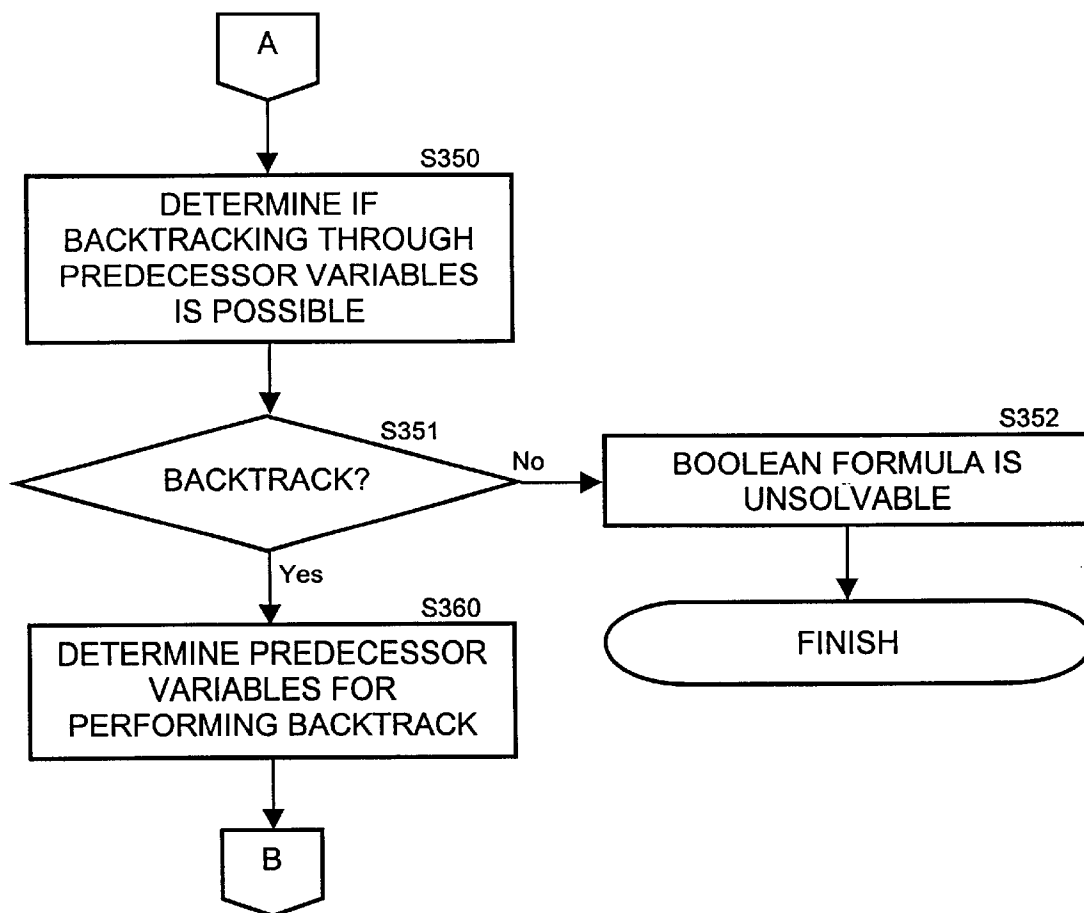 A
S350
DETERMINE IF
BACKTRACKING THROUGH
PREDECESSOR VARIABLES
IS POSSIBLE
S351
BACKTRACK?
No
S352
BOOLEAN FORMULA IS
UNSOLVABLE
Yes
FINISH
S360
DETERMINE PREDECESSOR
VARIABLES FOR
PERFORMING BACKTRACK
B